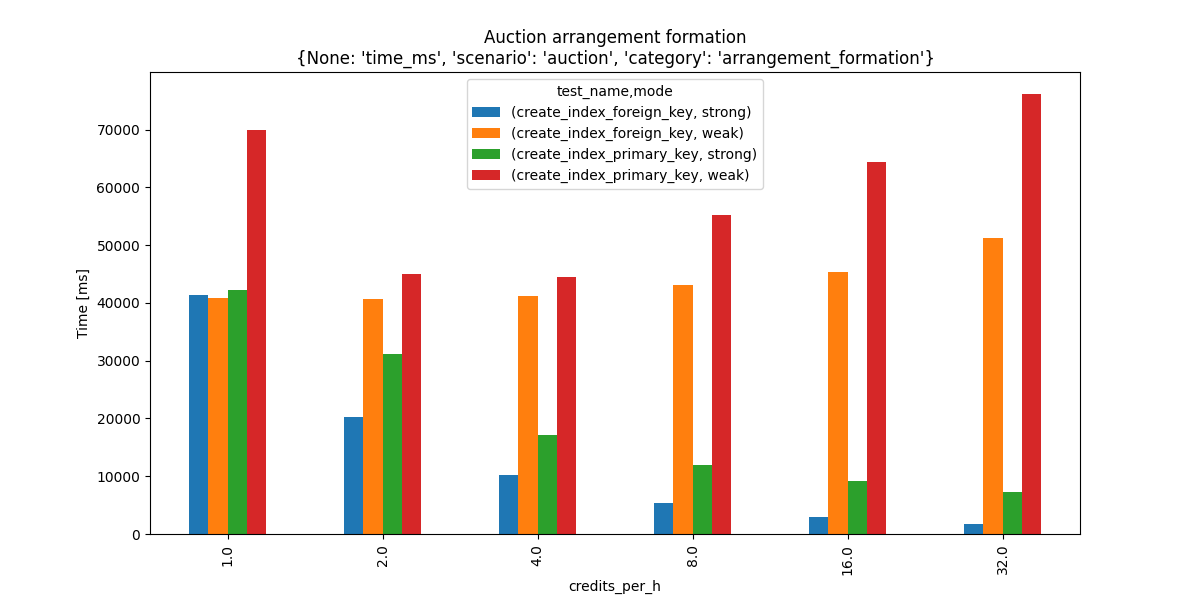 Auction arrangement formation
{None: 'time_ms', 'scenario': 'auction', 'category': 'arrangement_formation'}
test_name,mode
(create_index_foreign_key, strong)
(create_index_foreign_key, weak)
(create_index_primary_key, strong)
(create_index_primary_key, weak)
Time [ms]
70000
60000
50000
40000
30000
20000
10000
0
1.0
2.0
4.0
8.0
16.0
32.0
credits_per_h